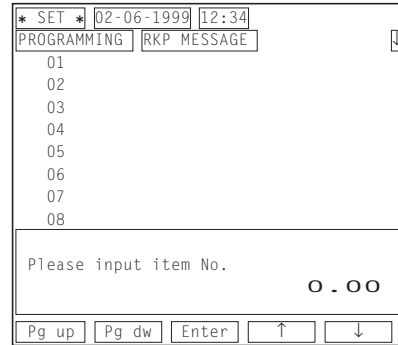 * SET * 02-06-1999 12:34
PROGRAMMING RKP MESSAGE ↓
01
02
03
04
05
06
07
08
Please input item No.
0.00
Pg up Pg dw Enter ↑ ↓